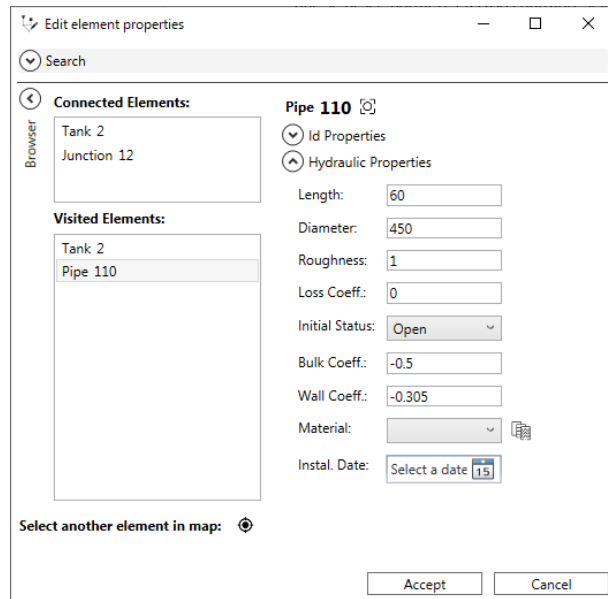 Edit element properties
Search
Browser
Connected Elements:
Tank 2
Junction 12
Visited Elements:
Tank 2
Pipe 110
Pipe 110
Id Properties
Hydraulic Properties
Length: 60
Diameter: 450
Roughness: 1
Loss Coeff.: 0
Initial Status: Open
Bulk Coeff.: -0.5
Wall Coeff.: -0.305
Material:
Instal. Date: Select a date 15
Select another element in map:
Accept Cancel